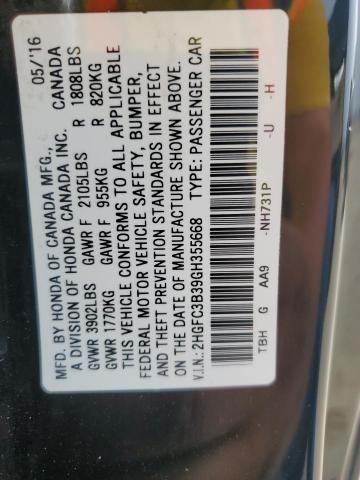 MFD. BY HONDA OF CANADA MFG., 05/'16
A DIVISION OF HONDA CANADA INC. CANADA
GVWR 3902LBS GAWR F 2105LBS R 1808LBS
GVWR 1770KG GAWR F 955KG R 820KG
THIS VEHICLE CONFORMS TO ALL APPLICABLE
FEDERAL MOTOR VEHICLE SAFETY, BUMPER,
AND THEFT PREVENTION STANDARDS IN EFFECT
ON THE DATE OF MANUFACTURE SHOWN ABOVE.
V.I.N.: 2HGFC3B39GH355668 TYPE: PASSENGER CAR
TBH G AA9 -NH731P -U -H